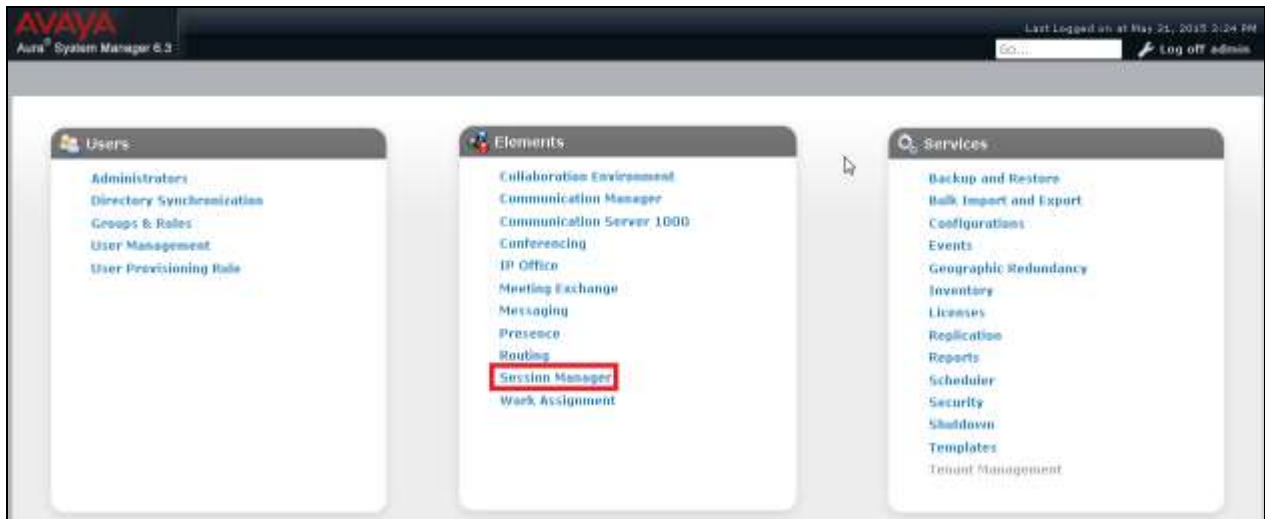 AVAYA
Aura® System Manager 6.3
Last Logged on at May 21, 2015 2:24 PM
Go...
Log off admin
Users
Administrators
Directory Synchronization
Groups & Roles
User Management
User Provisioning Rule
Elements
Collaboration Environment
Communication Manager
Communication Server 1000
Conferencing
IP Office
Meeting Exchange
Messaging
Presence
Routing
Session Manager
Work Assignment
Services
Backup and Restore
Bulk Import and Export
Configurations
Events
Geographic Redundancy
Inventory
Licenses
Replication
Reports
Scheduler
Security
Shutdown
Templates
Tenant Management